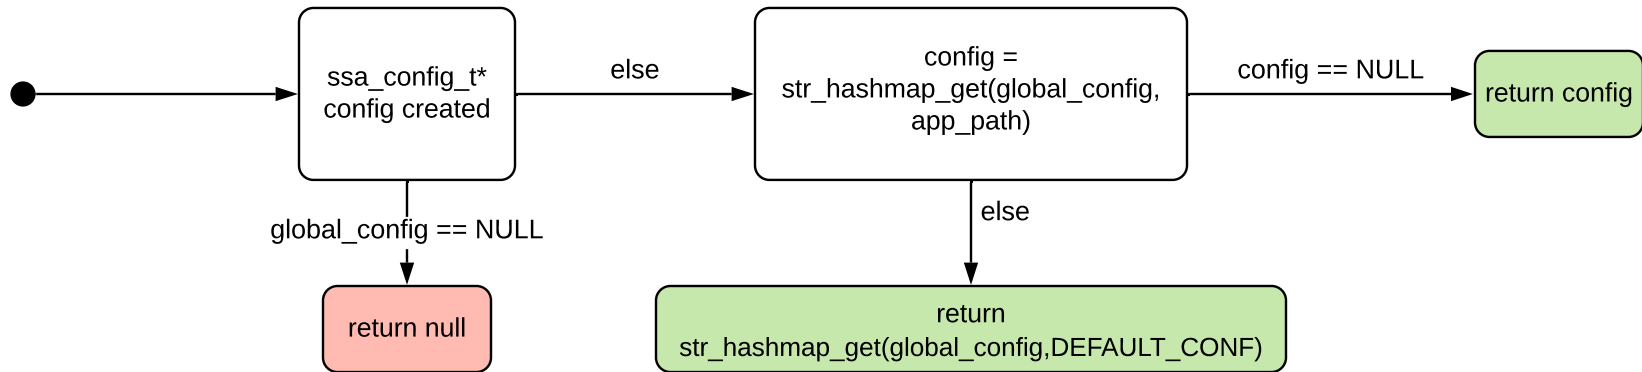 ssa_config_t*
config created
else
config =
str_hashmap_get(global_config,
app_path)
config == NULL
return config
global_config == NULL
else
return null
return
str_hashmap_get(global_config,DEFAULT_CONF)